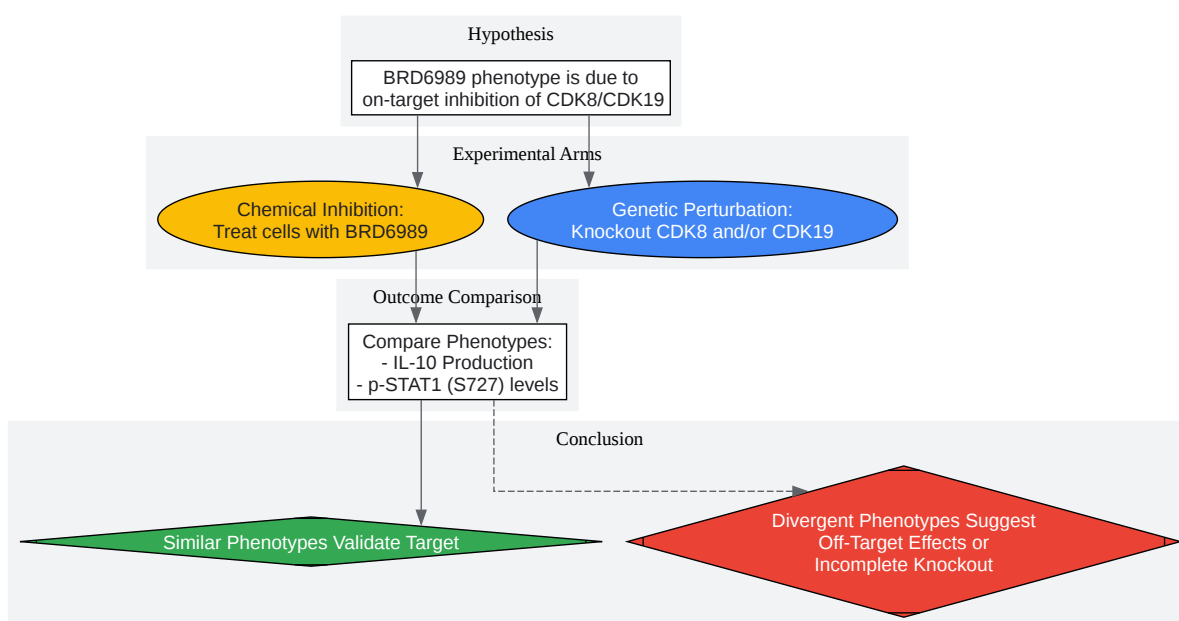 Hypothesis
BRD6989 phenotype is due to
on-target inhibition of CDK8/CDK19
Experimental Arms
Chemical Inhibition:
Treat cells with BRD6989
Genetic Perturbation:
Knockout CDK8 and/or CDK19
Outcome Comparison
Compare Phenotypes:
- IL-10 Production
- p-STAT1 (S727) levels
Conclusion
Similar Phenotypes Validate Target
Divergent Phenotypes Suggest
Off-Target Effects or
Incomplete Knockout